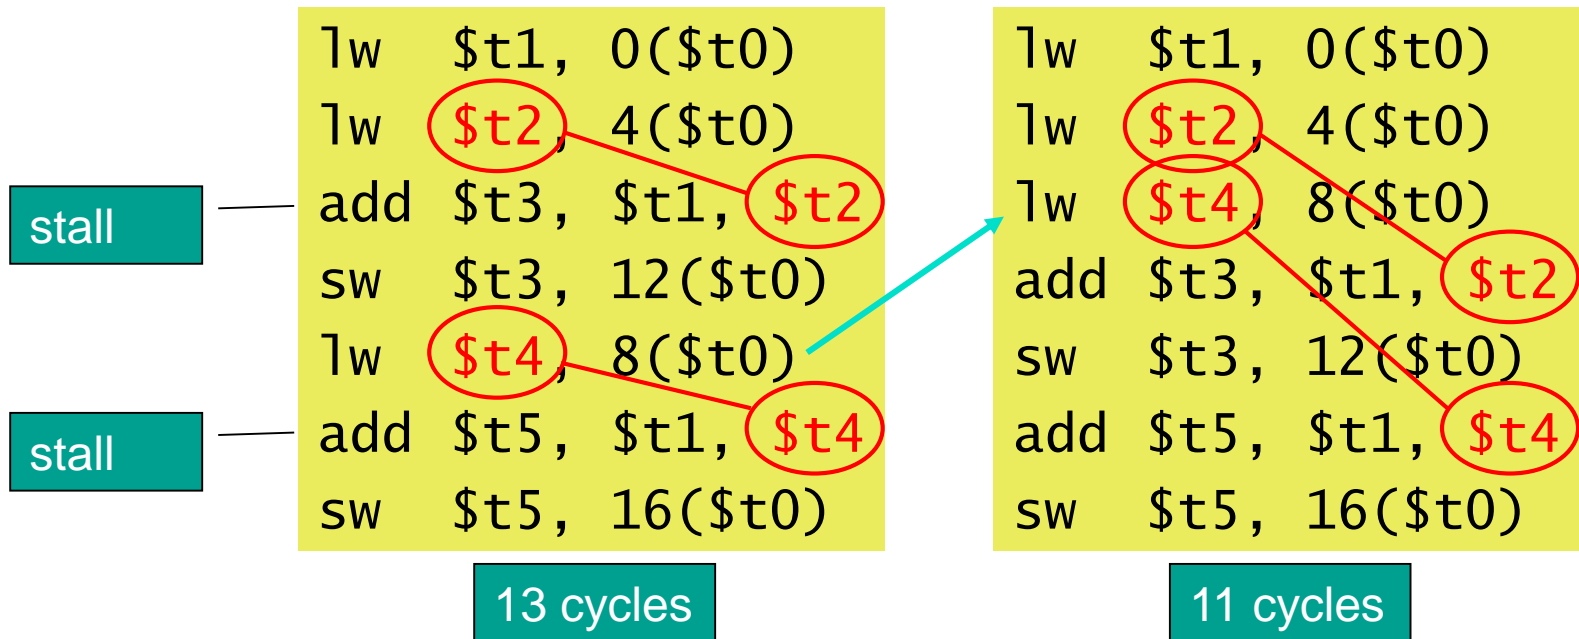 lw $t1, 0($t0)
lw $t2, 4($t0)
stall
add $t3, $t1, $t2
sw $t3, 12($t0)
lw $t4, 8($t0)
stall
add $t5, $t1, $t4
sw $t5, 16($t0)
13 cycles
lw $t1, 0($t0)
lw $t2, 4($t0)
lw $t4, 8($t0)
add $t3, $t1, $t2
sw $t3, 12($t0)
add $t5, $t1, $t4
sw $t5, 16($t0)
11 cycles